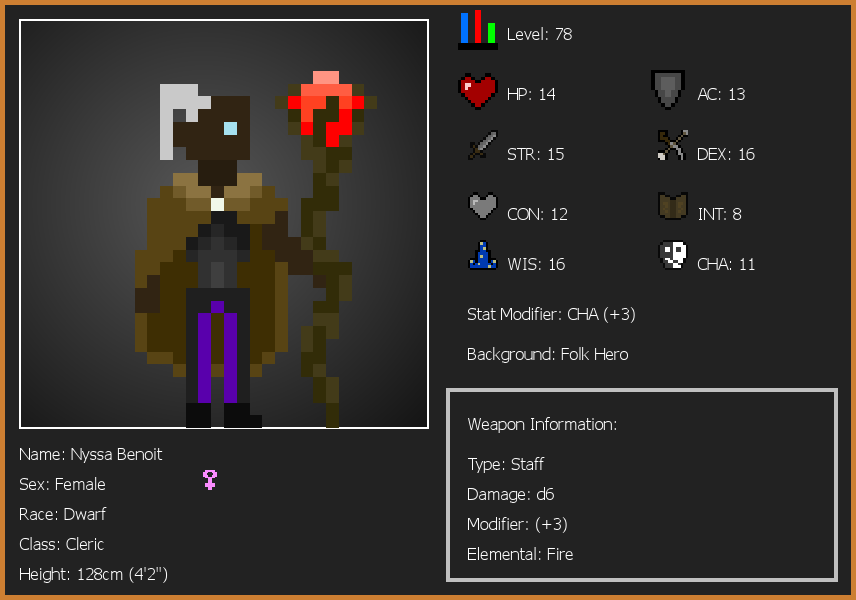 Level: 78
HP: 14
AC: 13
STR: 15
DEX: 16
CON: 12
INT: 8
WIS: 16
CHA: 11
Stat Modifier: CHA (+3)
Background: Folk Hero
Weapon Information:
Type: Staff
Damage: d6
Modifier: (+3)
Elemental: Fire
Name: Nyssa Benoit
Sex: Female
Race: Dwarf
Class: Cleric
Height: 128cm (4'2")